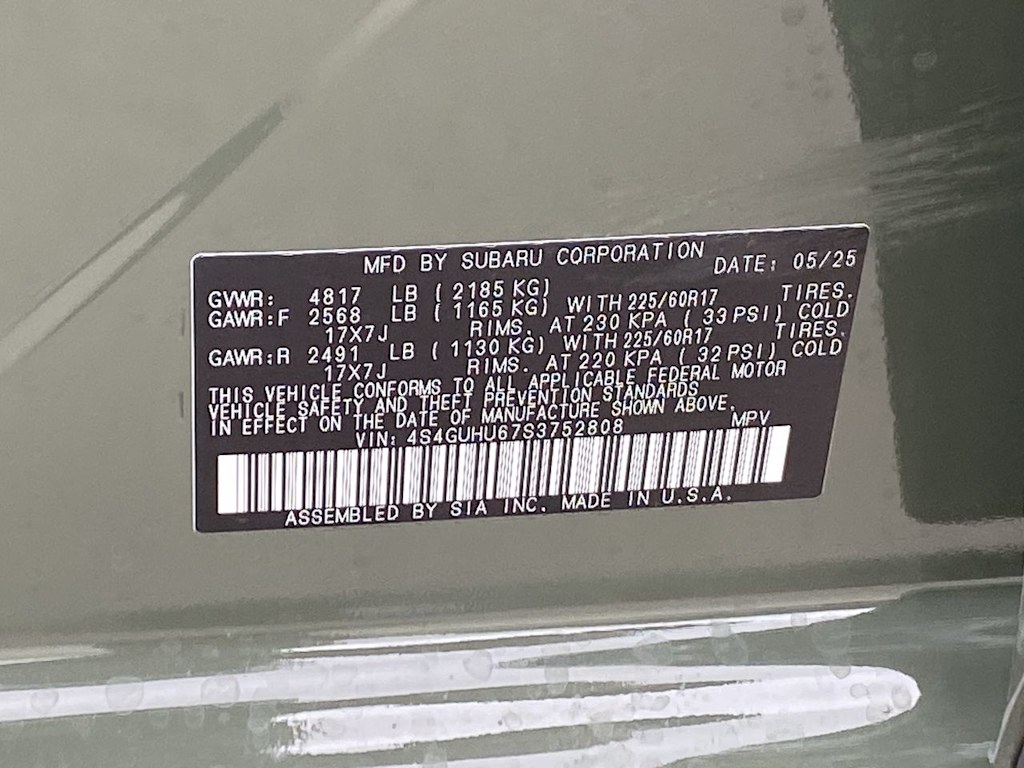 MFD BY SUBARU CORPORATION DATE: 05/25
GVWR: 4817 LB ( 2185 KG)
GAWR:F 2568 LB ( 1165 KG) WITH 225/60R17 TIRES,
17X7J RIMS, AT 230 KPA ( 33 PSI) COLD
GAWR:R 2491 LB ( 1130 KG) WITH 225/60R17 TIRES,
17X7J RIMS, AT 220 KPA ( 32 PSI) COLD
THIS VEHICLE CONFORMS TO ALL APPLICABLE FEDERAL MOTOR
VEHICLE SAFETY AND THEFT PREVENTION STANDARDS
IN EFFECT ON THE DATE OF MANUFACTURE SHOWN ABOVE.
VIN: 4S4GUHU67S3752808 MPV
ASSEMBLED BY SIA INC. MADE IN U.S.A.